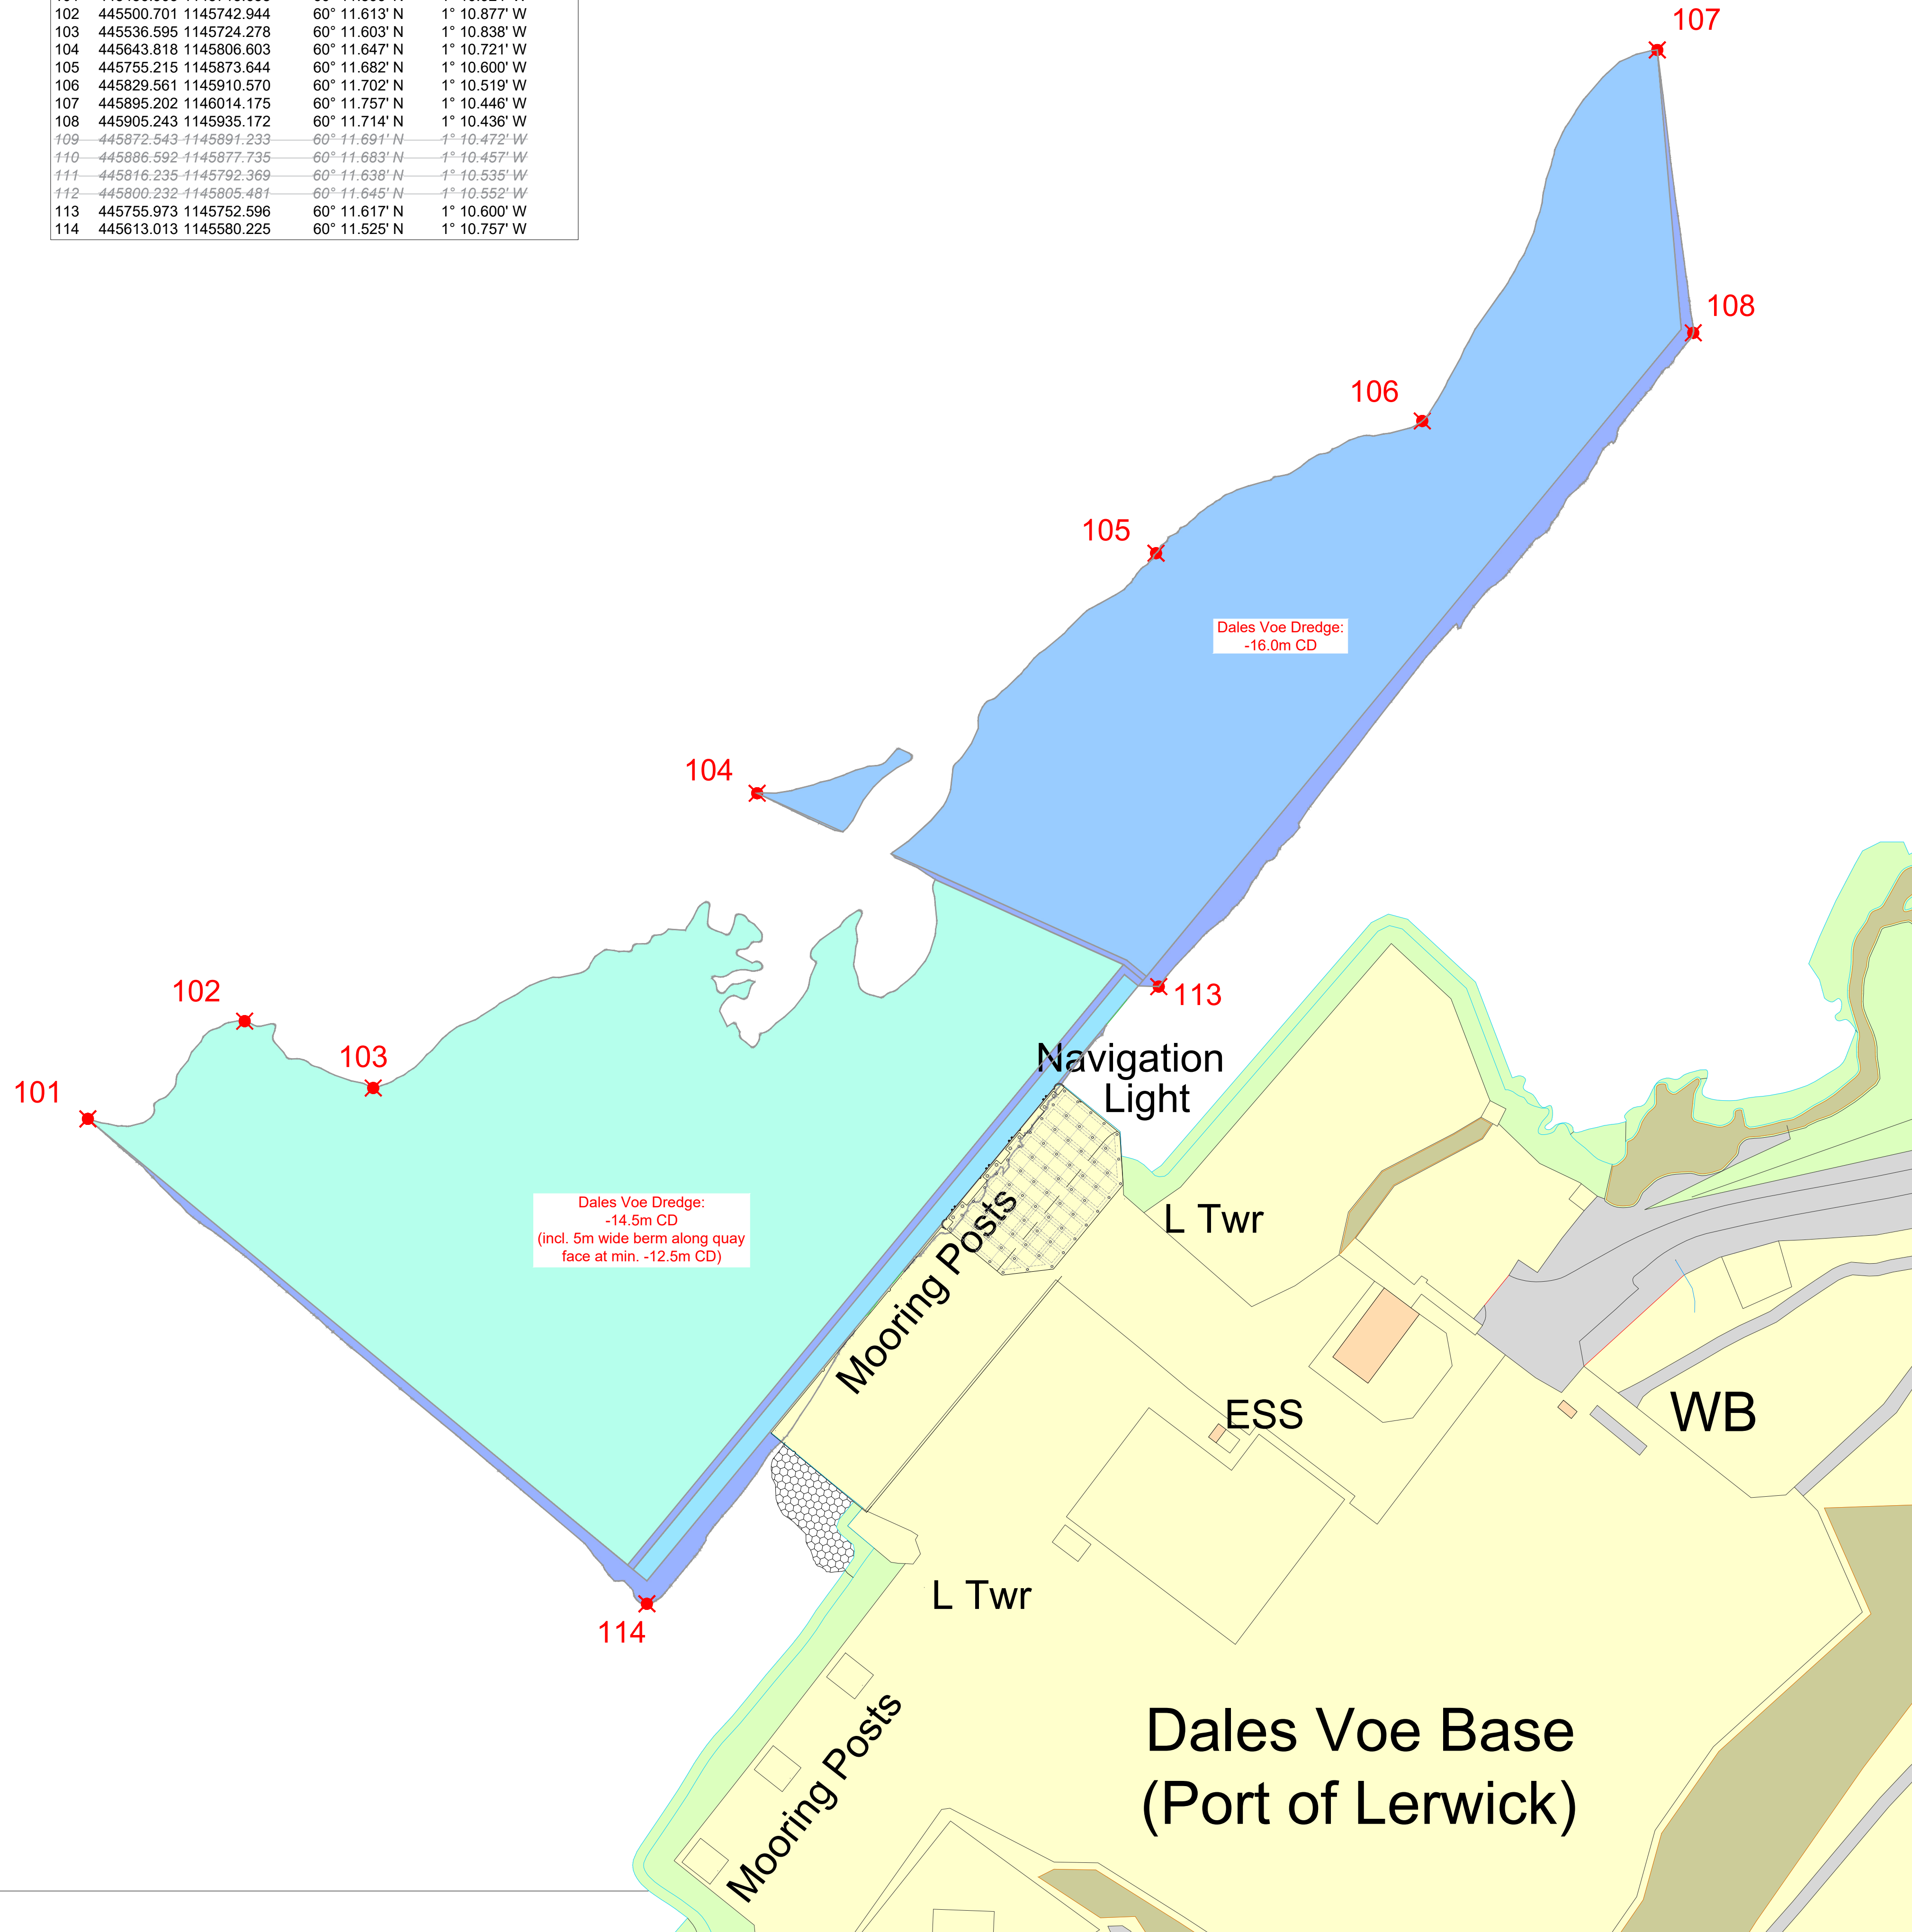 102 445500.701 1145742.944 60° 11.613' N 1° 10.877' W
103 445536.595 1145724.278 60° 11.603' N 1° 10.838' W
104 445643.818 1145806.603 60° 11.647' N 1° 10.721' W
105 445755.215 1145873.644 60° 11.682' N 1° 10.600' W
106 445829.561 1145910.570 60° 11.702' N 1° 10.519' W
107 445895.202 1146014.175 60° 11.757' N 1° 10.446' W
108 445905.243 1145935.172 60° 11.714' N 1° 10.436' W
109 445872.543 1145891.233 60° 11.691' N 1° 10.472' W
110 445886.592 1145877.735 60° 11.683' N 1° 10.457' W
111 445816.235 1145792.369 60° 11.638' N 1° 10.535' W
112 445800.232 1145805.481 60° 11.645' N 1° 10.552' W
113 445755.973 1145752.596 60° 11.617' N 1° 10.600' W
114 445613.013 1145580.225 60° 11.525' N 1° 10.757' W
107
108
106
105
Dales Voe Dredge:
-16.0m CD
104
102
113
103
101
Navigation
Light
Dales Voe Dredge:
-14.5m CD
(incl. 5m wide berm along quay
face at min. -12.5m CD)
Mooring Posts
L Twr
ESS
WB
L Twr
114
Mooring Posts
Dales Voe Base
(Port of Lerwick)